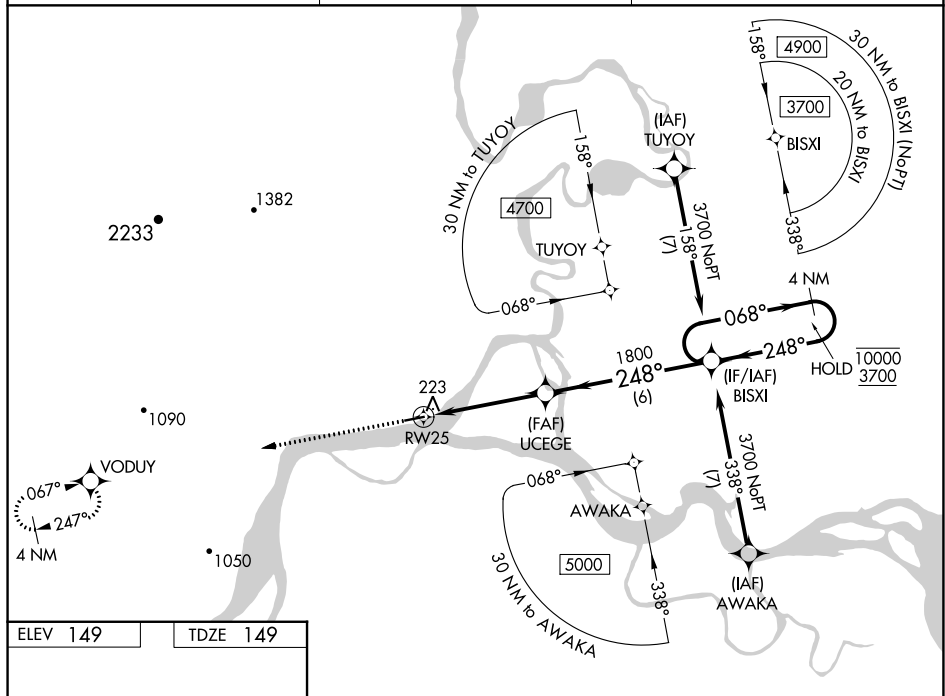 158°
4900
30 NM to BISXI (NoPT)
3700
20 NM to BISXI
BISXI
338°
30 NM to TUYOY
158°
4700
TUYOY
068°
(IAF)
TUYOY
3700 NoPT
158°
(7)
1382
2233
4 NM
068°
248°
HOLD
10000
3700
(IF/IAF)
BISXI
1800
248°
(6)
(FAF)
UCEGE
223
RW25
1090
VODUY
067°
247°
4 NM
1050
3700 NoPT
338°
(7)
(IAF)
AWAKA
068°
AWAKA
5000
338°
30 NM to AWAKA
ELEV 149
TDZE 149